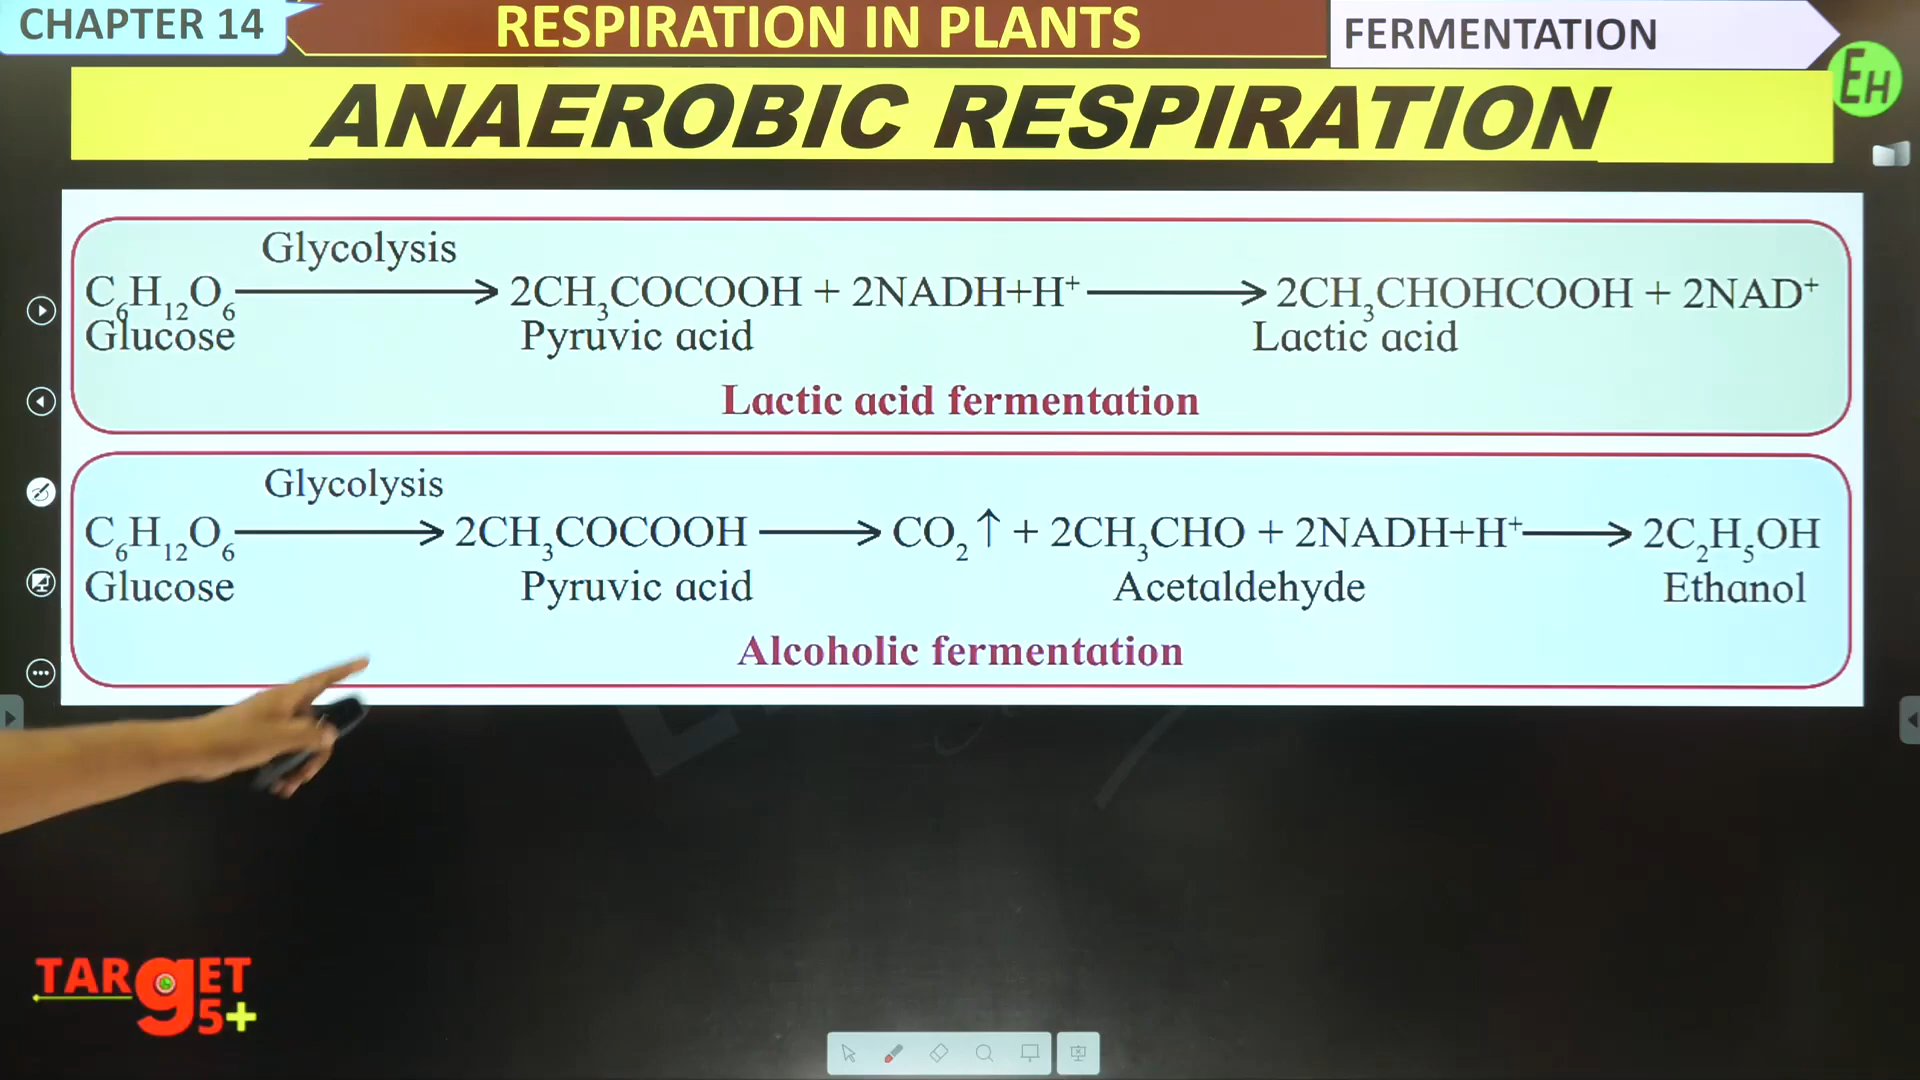 CHAPTER 14
RESPIRATION IN PLANTS
FERMENTATION
EH
ANAEROBIC RESPIRATION
Glycolysis
C₆H₁₂O₆ ⟶ 2CH₃COCOOH + 2NADH+H⁺ ⟶ 2CH₃CHOHCOOH + 2NAD⁺
Glucose Pyruvic acid Lactic acid
Lactic acid fermentation
Glycolysis
C₆H₁₂O₆ ⟶ 2CH₃COCOOH ⟶ CO₂ ↑ + 2CH₃CHO + 2NADH+H⁺ ⟶ 2C₂H₅OH
Glucose Pyruvic acid Acetaldehyde Ethanol
Alcoholic fermentation
TARgET
95+